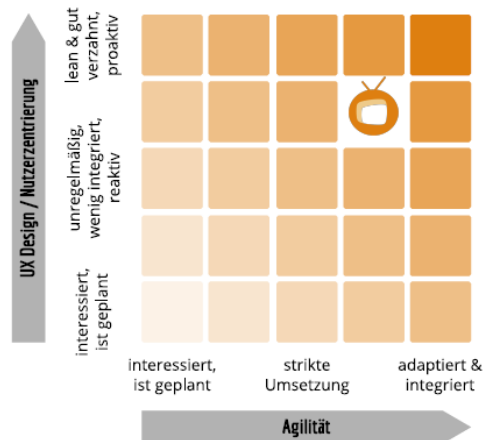 UX Design / Nutzerzentrierung
lean & gut
verzahnt,
proaktiv
unregelmäßig,
wenig integriert,
reaktiv
interessiert,
ist geplant
interessiert,
ist geplant
strikte
Umsetzung
adaptiert &
integriert
Agilität